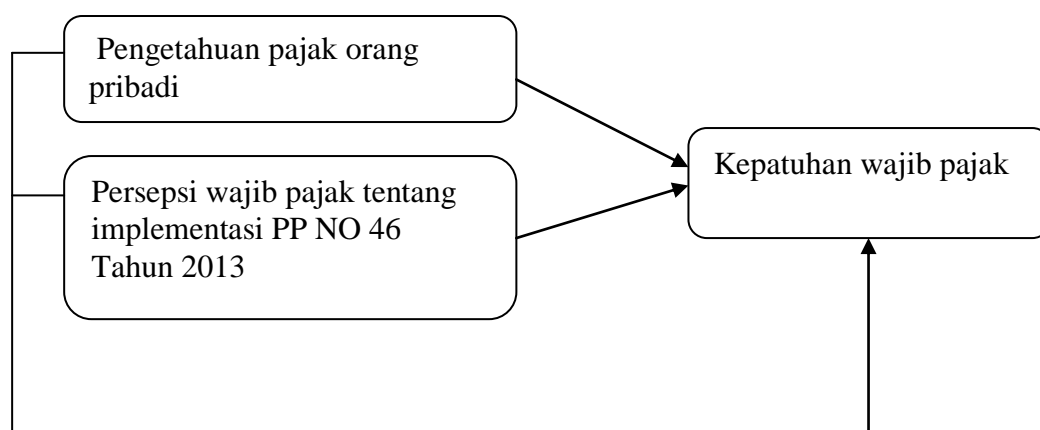 Pengetahuan pajak orang
pribadi
Persepsi wajib pajak tentang
implementasi PP NO 46
Tahun 2013
Kepatuhan wajib pajak